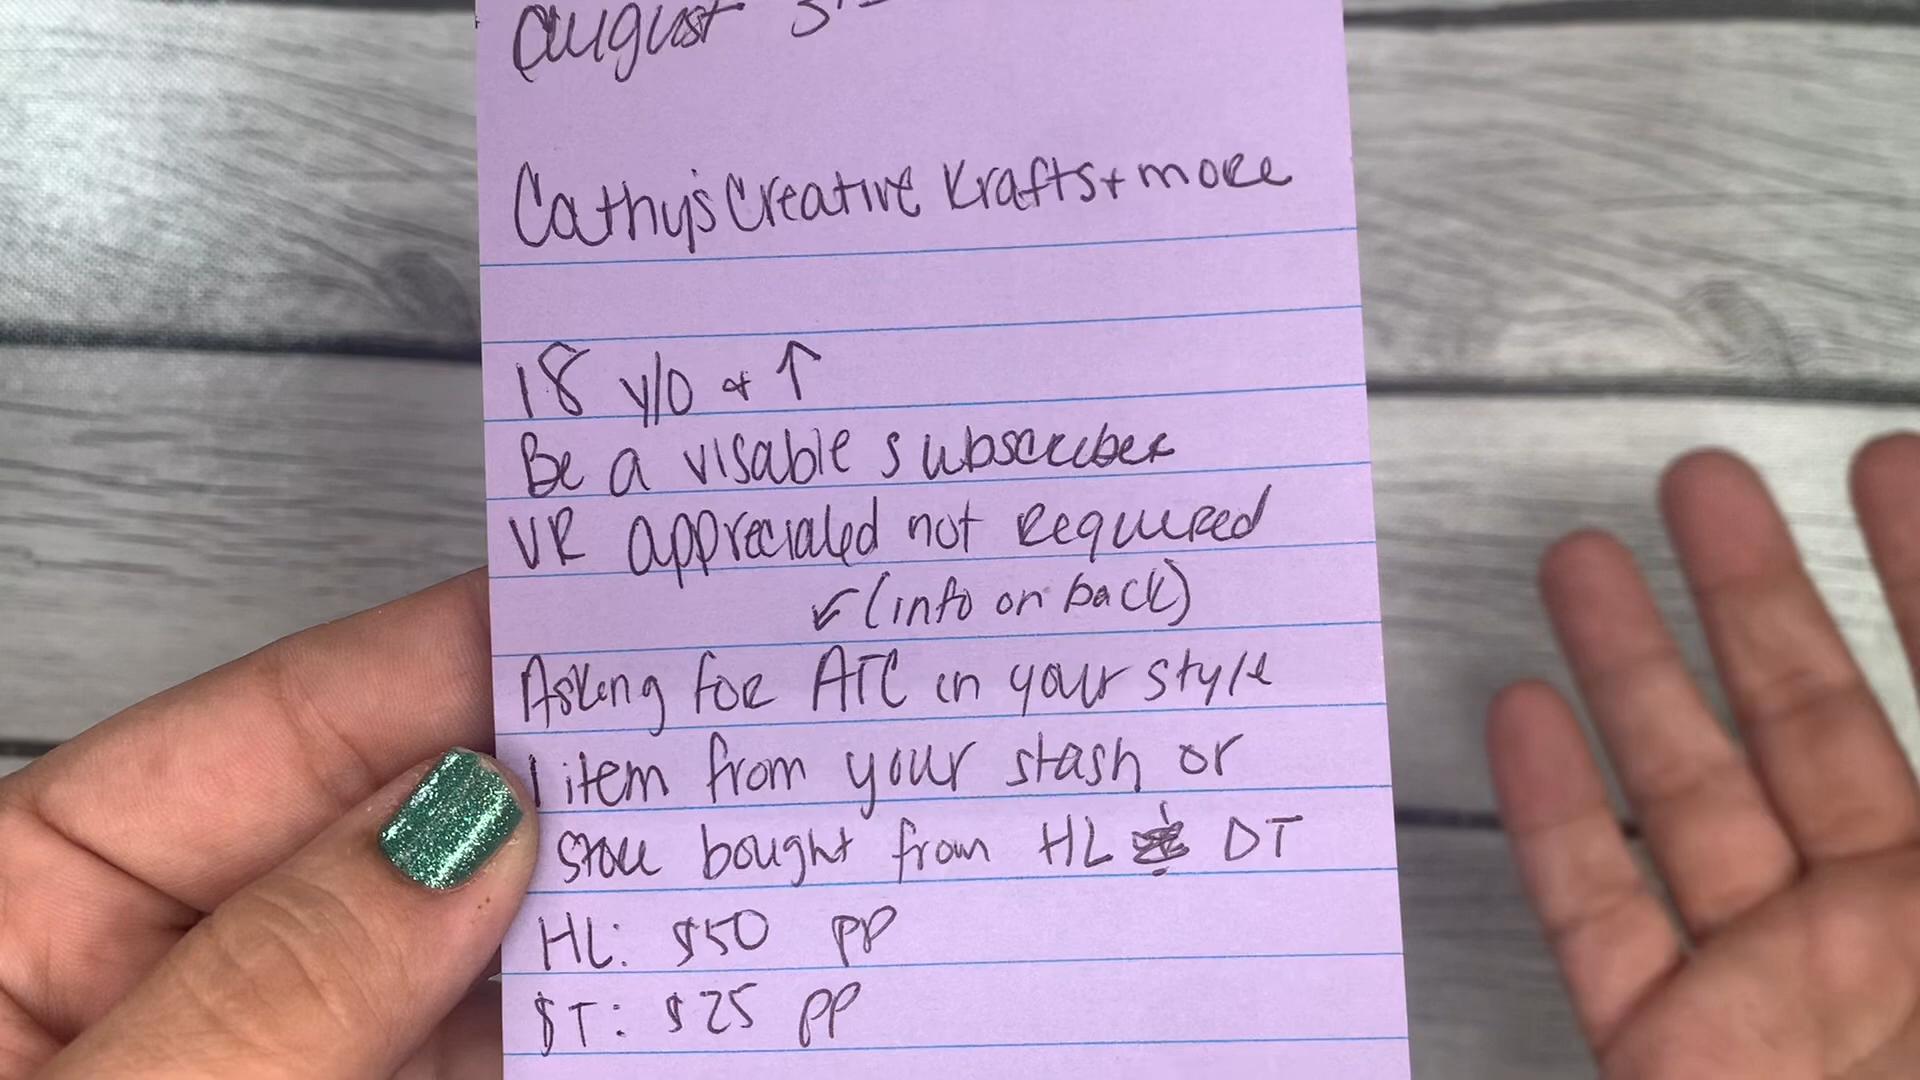 August
Cathy's Creative Krafts + more
18 y/o & ↑
Be a visable subscriber
VR appreciated not required
↙ (info on back)
Asking for ATC in your style
1 item from your stash or
store bought from HL DT
HL: $50 pp
$T: $25 pp